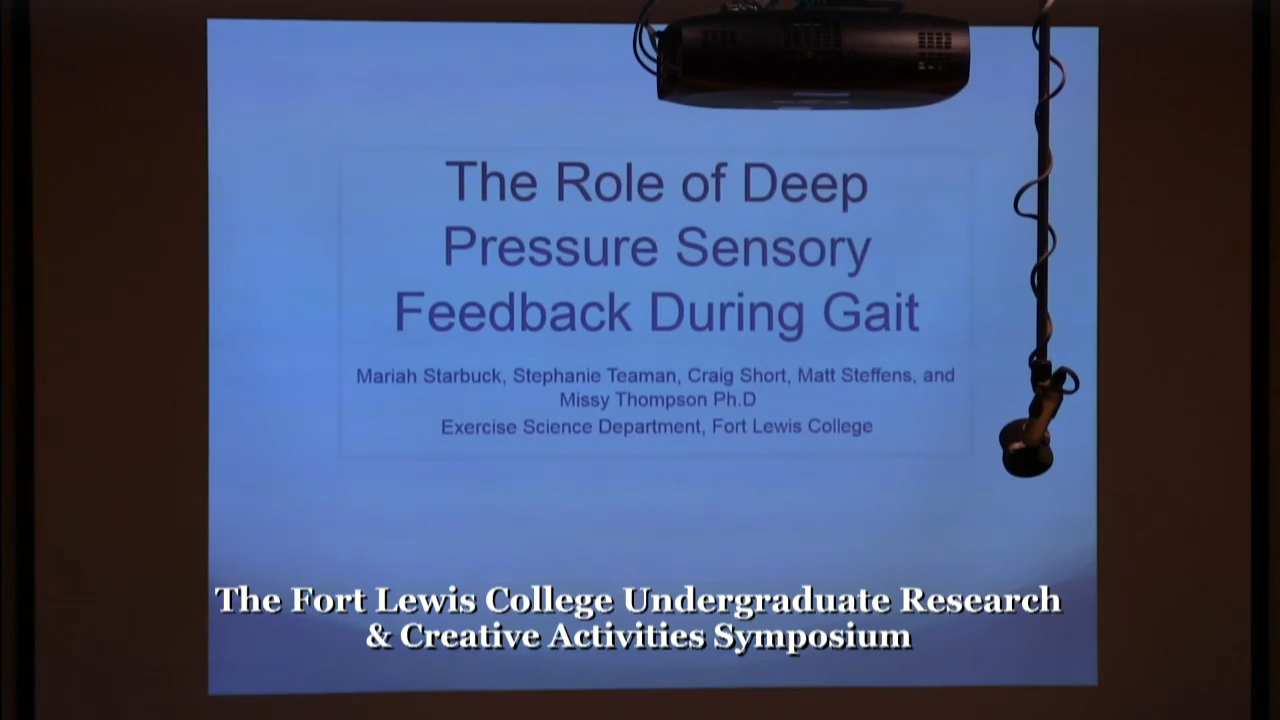 The Role of Deep
Pressure Sensory
Feedback During Gait
Mariah Starbuck, Stephanie Teaman, Craig Short, Matt Steffens, and
Missy Thompson Ph.D
Exercise Science Department, Fort Lewis College
The Fort Lewis College Undergraduate Research
& Creative Activities Symposium